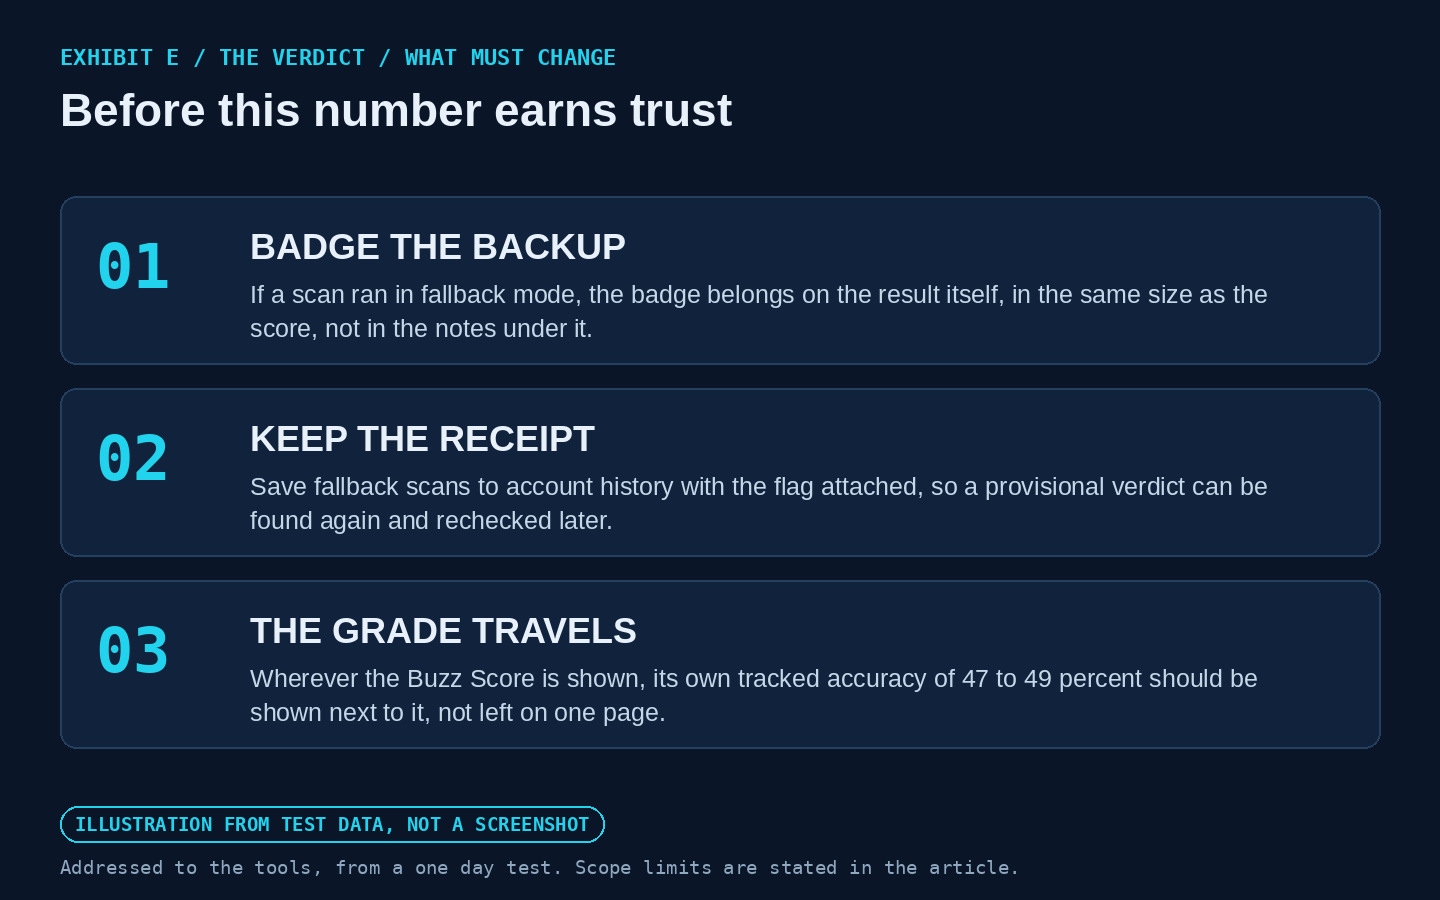 EXHIBIT E / THE VERDICT / WHAT MUST CHANGE
Before this number earns trust
01
BADGE THE BACKUP
If a scan ran in fallback mode, the badge belongs on the result itself, in the same size as the
score, not in the notes under it.
02
KEEP THE RECEIPT
Save fallback scans to account history with the flag attached, so a provisional verdict can be
found again and rechecked later.
03
THE GRADE TRAVELS
Wherever the Buzz Score is shown, its own tracked accuracy of 47 to 49 percent should be
shown next to it, not left on one page.
ILLUSTRATION FROM TEST DATA, NOT A SCREENSHOT
Addressed to the tools, from a one day test. Scope limits are stated in the article.